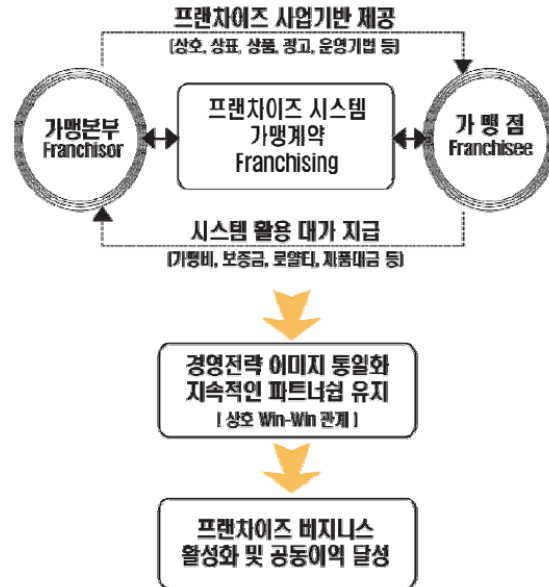 프랜차이즈 사업기반 제공
(상호, 상표, 상품, 광고, 운영기법 등)
가맹본부
Franchisor
프랜차이즈 시스템
가맹계약
Franchising
가 맹 점
Franchisee
시스템 활용 대가 지급
(가맹비, 보증금, 로얄티, 제품대금 등)
경영전략 이미지 통일화
지속적인 파트너쉽 유지
[ 상호 Win-Win 관계 ]
프랜차이즈 비지니스
활성화 및 공동이역 달성